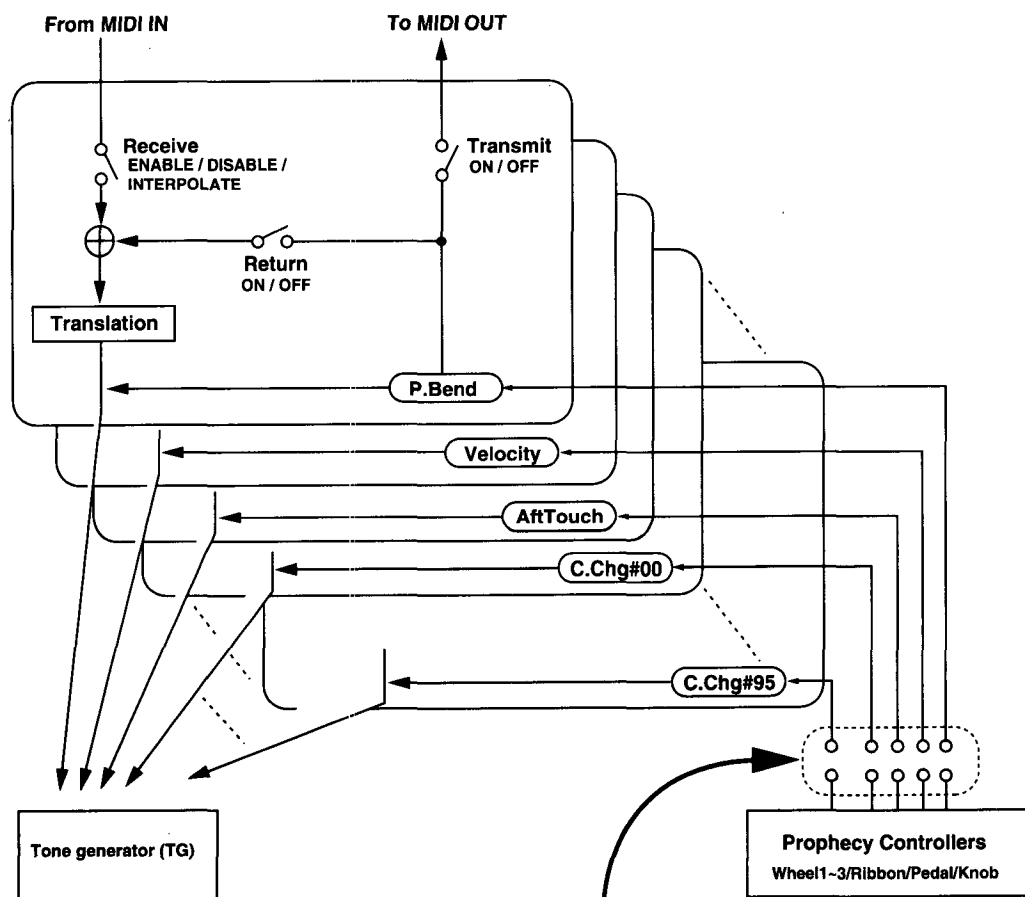 From MIDI IN
To MIDI OUT
Receive
ENABLE / DISABLE /
INTERPOLATE
Transmit
ON / OFF
Return
ON / OFF
Translation
P.Bend
Velocity
AftTouch
C.Chg#00
C.Chg#95
Tone generator (TG)
Prophecy Controllers
Wheel1~3/Ribbon/Pedal/Knob